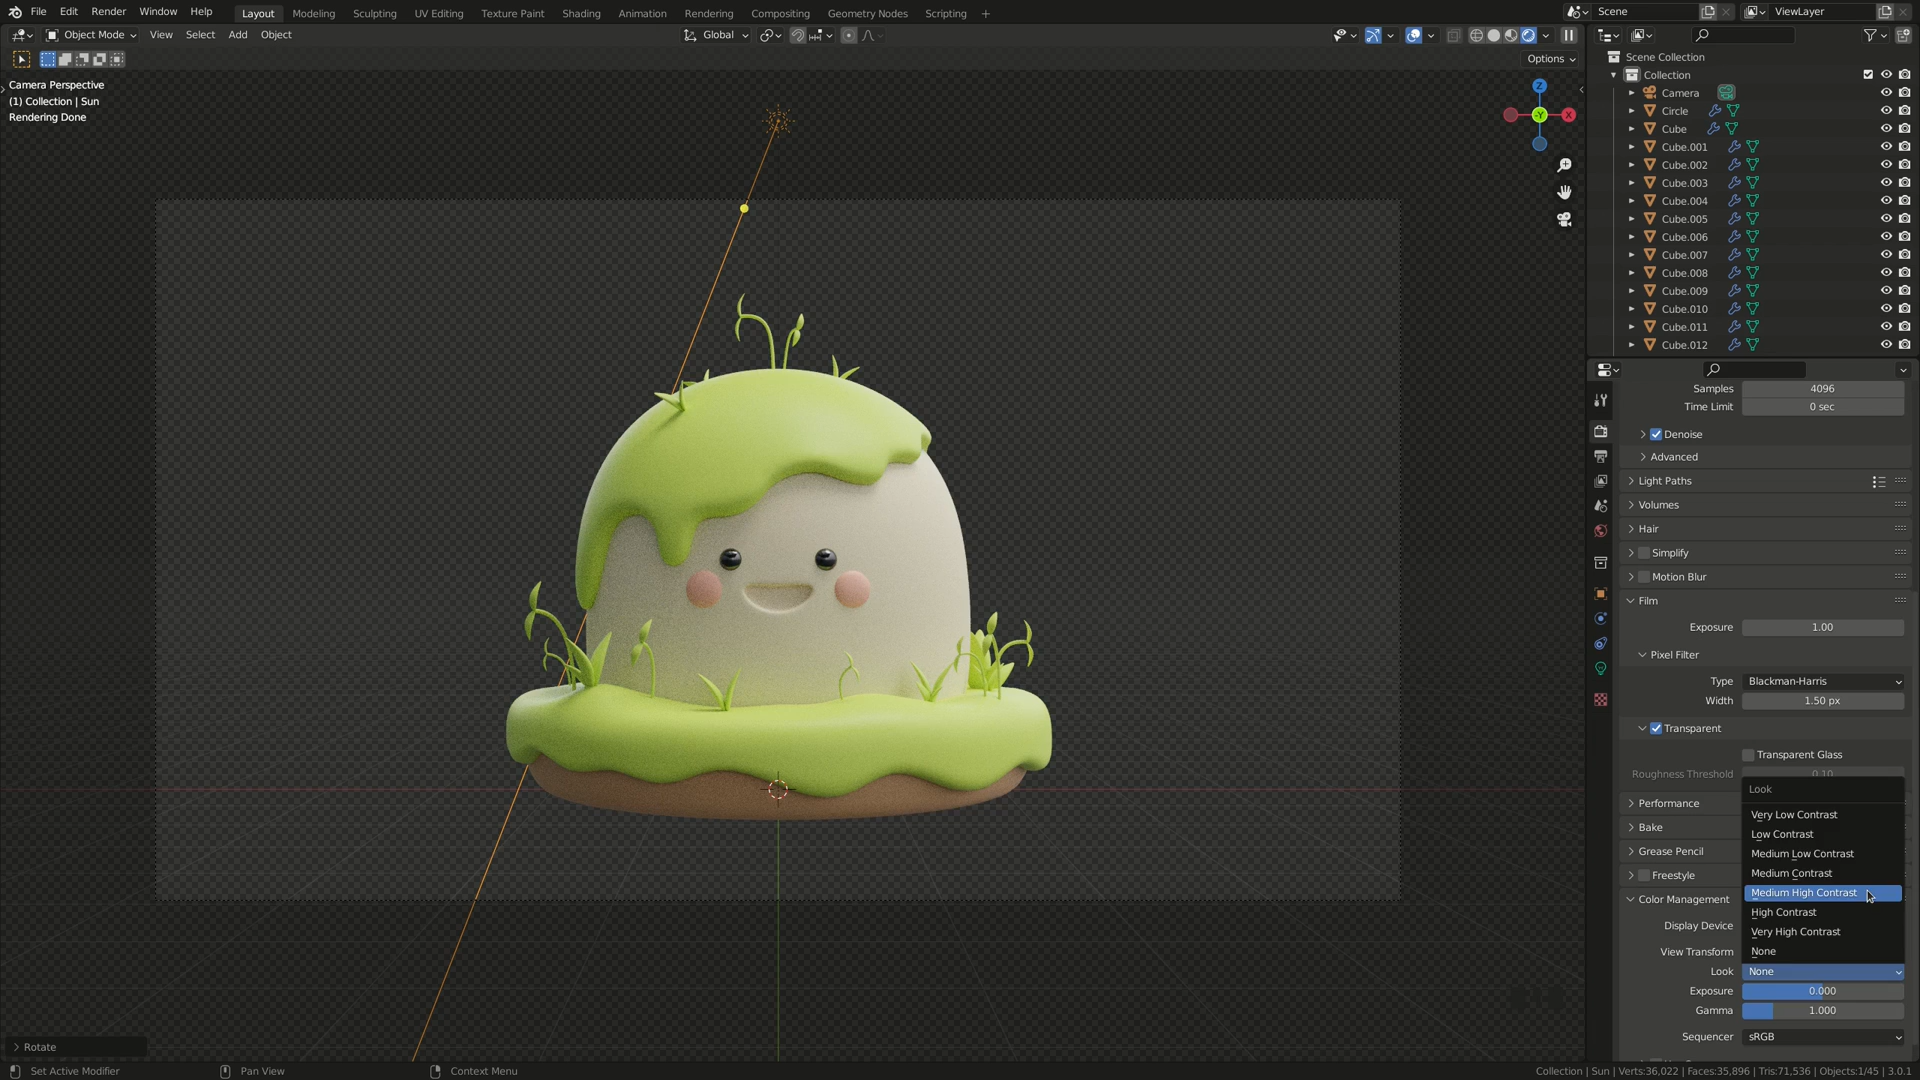 File Edit Render Window Help Layout Modeling Sculpting UV Editing Texture Paint Shading Animation Rendering Compositing Geometry Nodes Scripting + Scene ViewLayer
Object Mode View Select Add Object Global
Options
Camera Perspective
(1) Collection | Sun
Rendering Done
Z
-Y
X
Scene Collection
Collection
Camera
Circle
Cube
Cube.001
Cube.002
Cube.003
Cube.004
Cube.005
Cube.006
Cube.007
Cube.008
Cube.009
Cube.010
Cube.011
Cube.012
Samples 4096
Time Limit 0 sec
Denoise
Advanced
Light Paths
Volumes
Hair
Simplify
Motion Blur
Film
Exposure 1.00
Pixel Filter
Type Blackman-Harris
Width 1.50 px
Transparent
Transparent Glass
Roughness Threshold 0.10
Look
Performance
Very Low Contrast
Bake
Low Contrast
Grease Pencil
Medium Low Contrast
Freestyle
Medium Contrast
Color Management
Medium High Contrast
High Contrast
Display Device
Very High Contrast
View Transform
None
Look None
Exposure 0.000
Gamma 1.000
Sequencer sRGB
Rotate
Set Active Modifier Pan View Context Menu Collection | Sun | Verts:36,022 | Faces:35,896 | Tris:71,536 | Objects:1/45 | 3.0.1